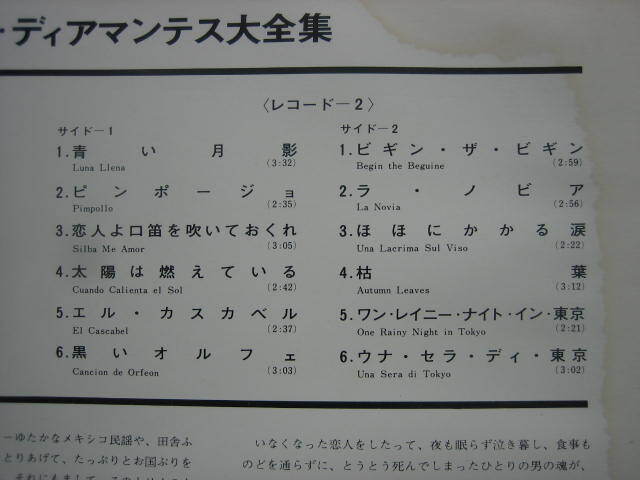 ・ディアマンテス大全集
〈レコード－2〉
サイド－1
1.青い月影
Luna Llena (3:32)
2.ピンポージョ
Pimpollo (2:35)
3.恋人よ口笛を吹いておくれ
Silba Me Amor (3:05)
4.太陽は燃えている
Cuando Calienta el Sol (2:42)
5.エル・カスカベル
El Cascabel (2:37)
6.黒いオルフェ
Cancion de Orfeon (3:03)
サイド－2
1.ビギン・ザ・ビギン
Begin the Beguine (2:59)
2.ラ・ノビア
La Novia (2:56)
3.ほほにかかる涙
Una Lacrima Sul Viso (2:22)
4.枯葉
Autumn Leaves (3:12)
5.ワン・レイニー・ナイト・イン・東京
One Rainy Night in Tokyo (2:21)
6.ウナ・セラ・ディ・東京
Una Sera di Tokyo (3:02)
ーゆたかなメキシコ民謡や、田舎ふ
とりあげて、たっぷりとお国ぶりを
いなくなった恋人をしたって、夜も眠らず泣き暮し、食事も
のどを通らずに、とうとう死んでしまったひとりの男の魂が、